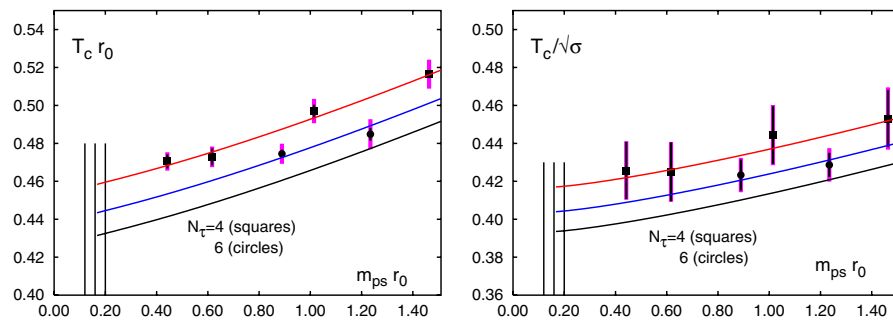 T_c r_0
0.54
0.52
0.50
0.48
0.46
0.44
0.42
0.40
N_τ=4 (squares)
6 (circles)
m_ps r_0
0.00 0.20 0.40 0.60 0.80 1.00 1.20 1.40
T_c/√σ
0.48
0.46
0.44
0.42
0.40
0.38
0.36
N_τ=4 (squares)
6 (circles)
m_ps r_0
0.00 0.20 0.40 0.60 0.80 1.00 1.20 1.40